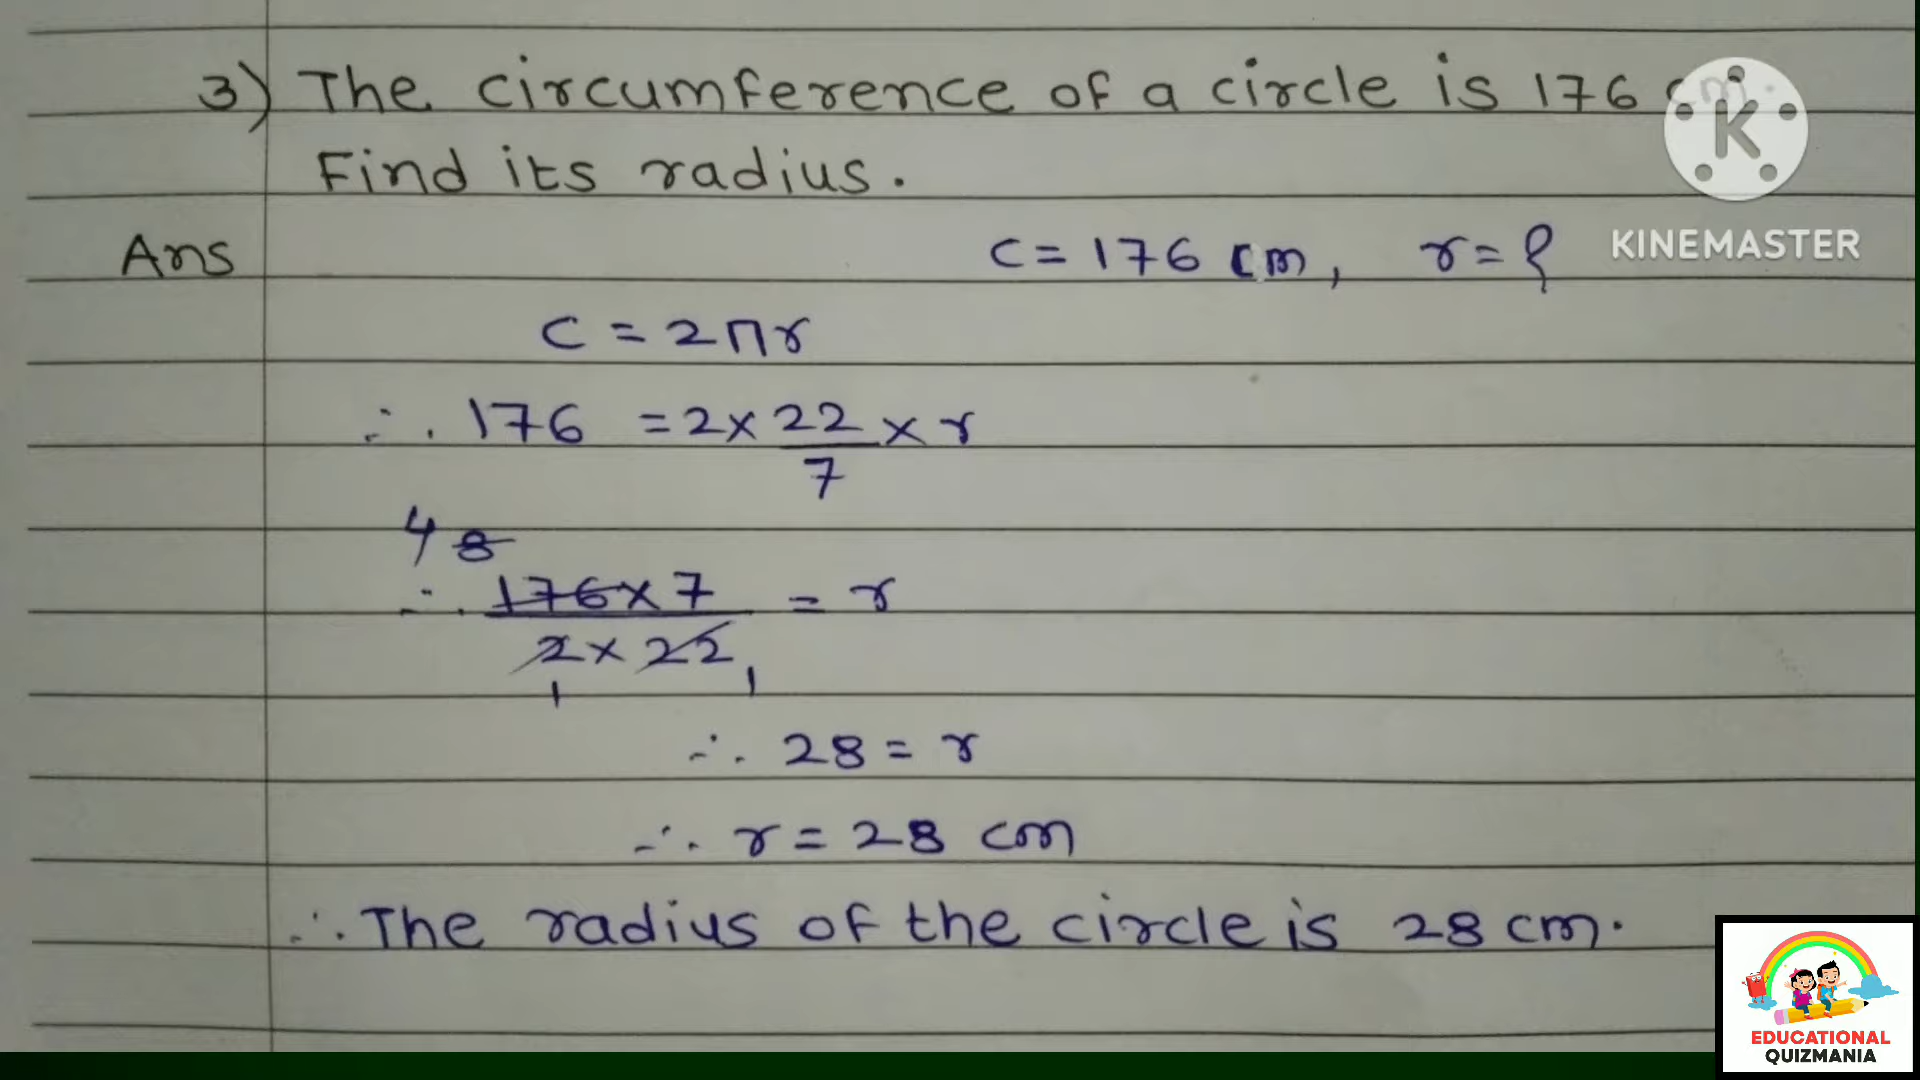 3) The circumference of a circle is 176 cm.
Find its radius.
KINEMASTER
Ans
C = 176 cm, r = ?
C = 2πr
∴ 176 = 2 × 22/7 × r
4 8
∴ 176 × 7 / 2 × 22 = r
1 1
∴ 28 = r
∴ r = 28 cm
∴ The radius of the circle is 28 cm.
EDUCATIONAL
QUIZMANIA